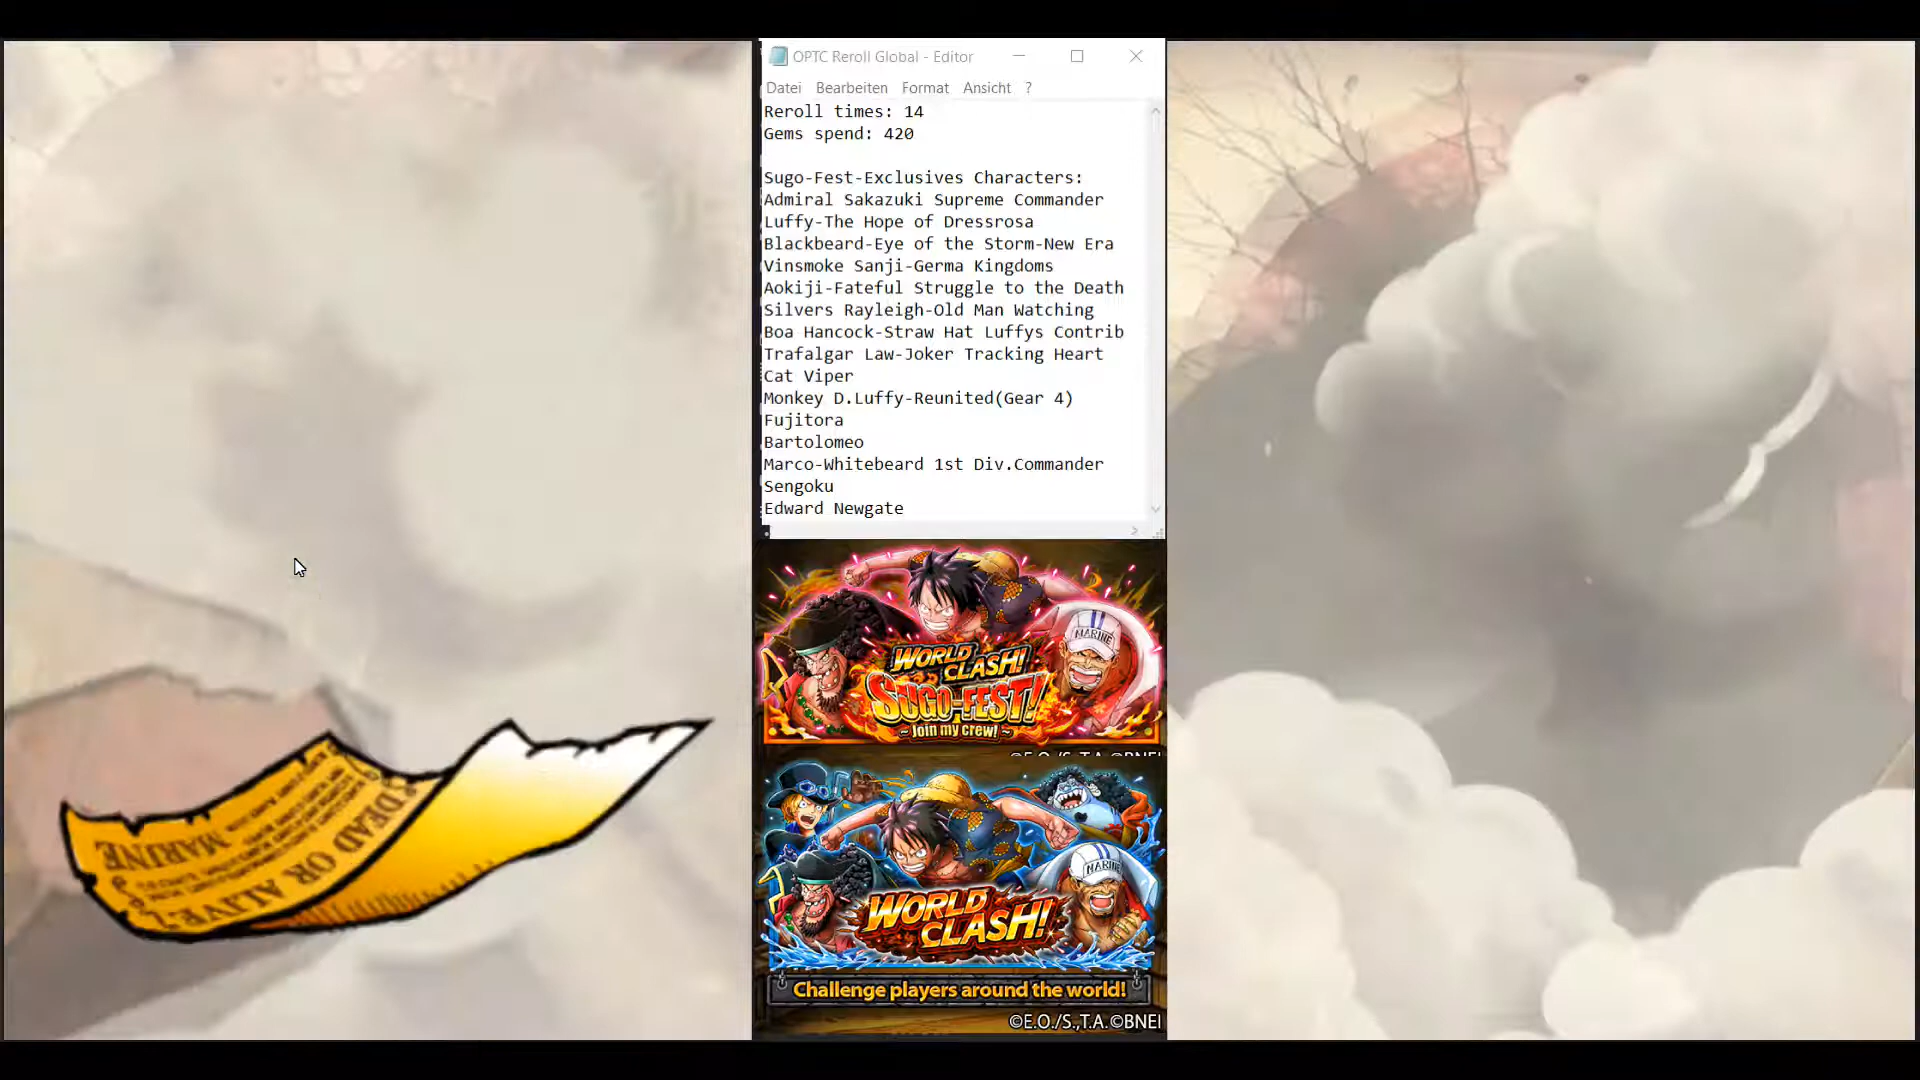 OPTC Reroll Global - Editor
Datei Bearbeiten Format Ansicht ?
Reroll times: 14
Gems spend: 420
Sugo-Fest-Exclusives Characters:
Admiral Sakazuki Supreme Commander
Luffy-The Hope of Dressrosa
Blackbeard-Eye of the Storm-New Era
Vinsmoke Sanji-Germa Kingdoms
Aokiji-Fateful Struggle to the Death
Silvers Rayleigh-Old Man Watching
Boa Hancock-Straw Hat Luffys Contrib
Trafalgar Law-Joker Tracking Heart
Cat Viper
Monkey D.Luffy-Reunited(Gear 4)
Fujitora
Bartolomeo
Marco-Whitebeard 1st Div.Commander
Sengoku
Edward Newgate
MARINE
WORLD
CLASH!
SUGO-FEST!
~ Join my crew! ~
©E.O./S.,T.A.©BNEI
MARINE
WORLD
CLASH!
Challenge players around the world!
©E.O./S.,T.A.©BNEI
DEAD OR ALIVE
MARINE